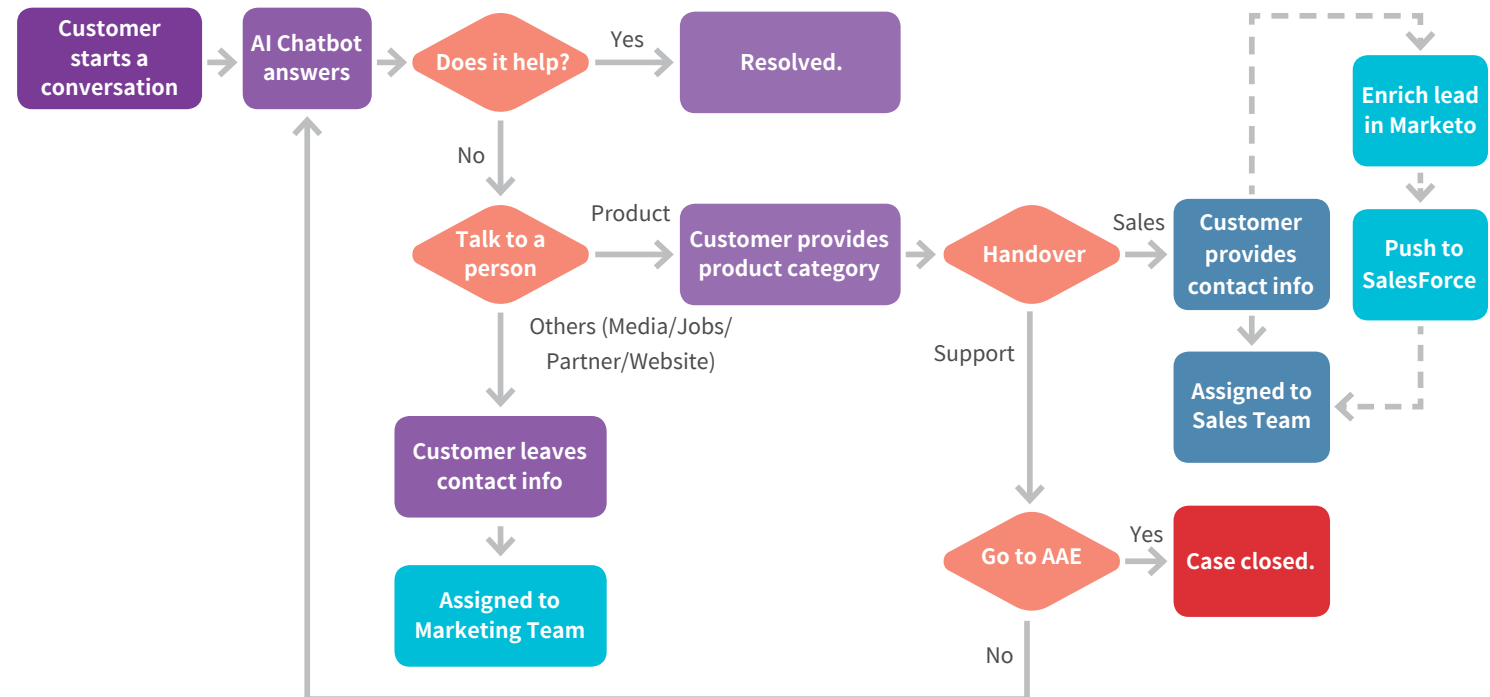 Customer
starts a
conversation
AI Chatbot
answers
Does it help?
Yes
Resolved.
Enrich lead
in Marketo
No
Talk to a
person
Product
Customer provides
product category
Handover
Sales
Customer
provides
contact info
Push to
SalesForce
Others (Media/Jobs/
Partner/Website)
Support
Assigned to
Sales Team
Customer leaves
contact info
Go to AAE
Yes
Case closed.
Assigned to
Marketing Team
No